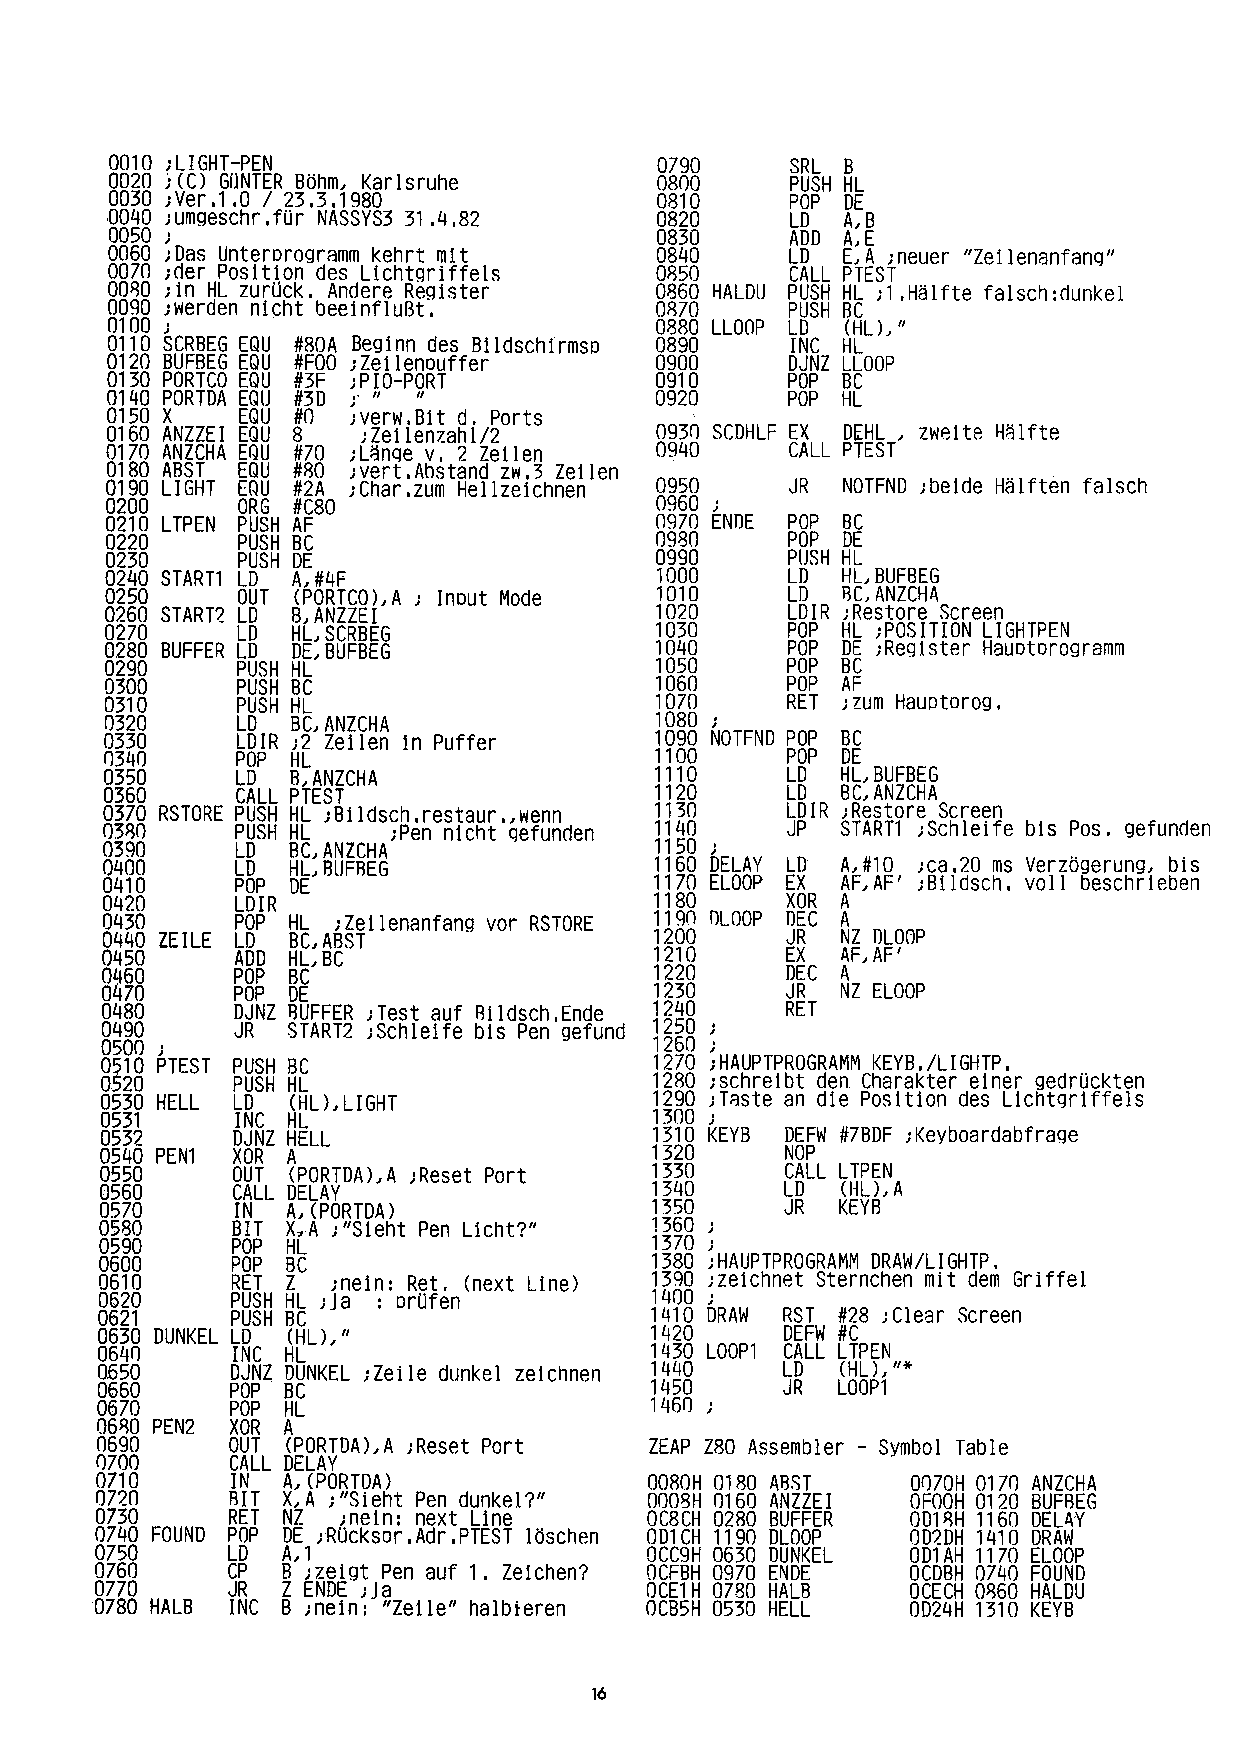 0010 ;LIGHT-PEN
0020 ;(C) GÜNTER Böhm, Karlsruhe
0030 ;Ver.1.0 / 23.3.1980
0040 ;umgeschr.für NASSYS3 31.4.82
0050 ;
0060 ;Das Unterprogramm kehrt mit
0070 ;der Position des Lichtgriffels
0080 ;in HL zurück. Andere Register
0090 ;werden nicht beeinflußt.
0100 ;
0110 SCRBEG EQU #80A Beginn des Bildschirmsp
0120 BUFBEG EQU #F00 ;Zeilenpuffer
0130 PORTCO EQU #3F ;PIO-PORT
0140 PORTDA EQU #3D ; " "
0150 X EQU #0 ;verw.Bit d. Ports
0160 ANZZEI EQU 8 ;Zeilenzahl/2
0170 ANZCHA EQU #70 ;Länge v. 2 Zeilen
0180 ABST EQU #80 ;vert.Abstand zw.3 Zeilen
0190 LIGHT EQU #2A ;Char.zum Hellzeichnen
0200 ORG #C80
0210 LTPEN PUSH AF
0220 PUSH BC
0230 PUSH DE
0240 START1 LD A,#4F
0250 OUT (PORTCO),A ; Input Mode
0260 START2 LD B,ANZZEI
0270 LD HL,SCRBEG
0280 BUFFER LD DE,BUFBEG
0290 PUSH HL
0300 PUSH BC
0310 PUSH HL
0320 LD BC,ANZCHA
0330 LDIR ;2 Zeilen in Puffer
0340 POP HL
0350 LD B,ANZCHA
0360 CALL PTEST
0370 RSTORE PUSH HL ;Bildsch.restaur.,wenn
0380 PUSH HL ;Pen nicht gefunden
0390 LD BC,ANZCHA
0400 LD HL,BUFBEG
0410 POP DE
0420 LDIR
0430 POP HL ;Zeilenanfang vor RSTORE
0440 ZEILE LD BC,ABST
0450 ADD HL,BC
0460 POP BC
0470 POP DE
0480 DJNZ BUFFER ;Test auf Bildsch.Ende
0490 JR START2 ;Schleife bis Pen gefund
0500 ;
0510 PTEST PUSH BC
0520 PUSH HL
0530 HELL LD (HL),LIGHT
0531 INC HL
0532 DJNZ HELL
0540 PEN1 XOR A
0550 OUT (PORTDA),A ;Reset Port
0560 CALL DELAY
0570 IN A,(PORTDA)
0580 BIT X,A ;"Sieht Pen Licht?"
0590 POP HL
0600 POP BC
0610 RET Z ;nein: Ret. (next Line)
0620 PUSH HL ;ja : prüfen
0621 PUSH BC
0630 DUNKEL LD (HL),"
0640 INC HL
0650 DJNZ DUNKEL ;Zeile dunkel zeichnen
0660 POP BC
0670 POP HL
0680 PEN2 XOR A
0690 OUT (PORTDA),A ;Reset Port
0700 CALL DELAY
0710 IN A,(PORTDA)
0720 BIT X,A ;"Sieht Pen dunkel?"
0730 RET NZ ;nein: next Line
0740 FOUND POP DE ;Rückspr.Adr.PTEST löschen
0750 LD A,1
0760 CP B ;zeigt Pen auf 1. Zeichen?
0770 JR Z ENDE ;ja
0780 HALB INC B ;nein: "Zeile" halbieren
0790 SRL B
0800 PUSH HL
0810 POP DE
0820 LD A,B
0830 ADD A,E
0840 LD E,A ;neuer "Zeilenanfang"
0850 CALL PTEST
0860 HALDU PUSH HL ;1.Hälfte falsch:dunkel
0870 PUSH BC
0880 LLOOP LD (HL),"
0890 INC HL
0900 DJNZ LLOOP
0910 POP BC
0920 POP HL
0930 SCDHLF EX DEHL , zweite Hälfte
0940 CALL PTEST
0950 JR NOTFND ;beide Hälften falsch
0960 ;
0970 ENDE POP BC
0980 POP DE
0990 PUSH HL
1000 LD HL,BUFBEG
1010 LD BC,ANZCHA
1020 LDIR ;Restore Screen
1030 POP HL ;POSITION LIGHTPEN
1040 POP DE ;Register Hauptprogramm
1050 POP BC
1060 POP AF
1070 RET ;zum Hauptprog.
1080 ;
1090 NOTFND POP BC
1100 POP DE
1110 LD HL,BUFBEG
1120 LD BC,ANZCHA
1130 LDIR ;Restore Screen
1140 JP START1 ;Schleife bis Pos. gefunden
1150 ;
1160 DELAY LD A,#10 ;ca.20 ms Verzögerung, bis
1170 ELOOP EX AF,AF' ;Bildsch. voll beschrieben
1180 XOR A
1190 DLOOP DEC A
1200 JR NZ DLOOP
1210 EX AF,AF'
1220 DEC A
1230 JR NZ ELOOP
1240 RET
1250 ;
1260 ;
1270 ;HAUPTPROGRAMM KEYB./LIGHTP.
1280 ;schreibt den Charakter einer gedrückten
1290 ;Taste an die Position des Lichtgriffels
1300 ;
1310 KEYB DEFW #7BDF ;Keyboardabfrage
1320 NOP
1330 CALL LTPEN
1340 LD (HL),A
1350 JR KEYB
1360 ;
1370 ;
1380 ;HAUPTPROGRAMM DRAW/LIGHTP.
1390 ;zeichnet Sternchen mit dem Griffel
1400 ;
1410 DRAW RST #28 ;Clear Screen
1420 DEFW #C
1430 LOOP1 CALL LTPEN
1440 LD (HL),"*
1450 JR LOOP1
1460 ;
ZEAP Z80 Assembler - Symbol Table
0080H 0180 ABST 0070H 0170 ANZCHA
0008H 0160 ANZZEI 0F00H 0120 BUFBEG
0C8CH 0280 BUFFER 0D18H 1160 DELAY
0D1CH 1190 DLOOP 0D2DH 1410 DRAW
0CC9H 0630 DUNKEL 0D1AH 1170 ELOOP
0CFBH 0970 ENDE 0CDBH 0740 FOUND
0CE1H 0780 HALB 0CECH 0860 HALDU
0CB5H 0530 HELL 0D24H 1310 KEYB
16